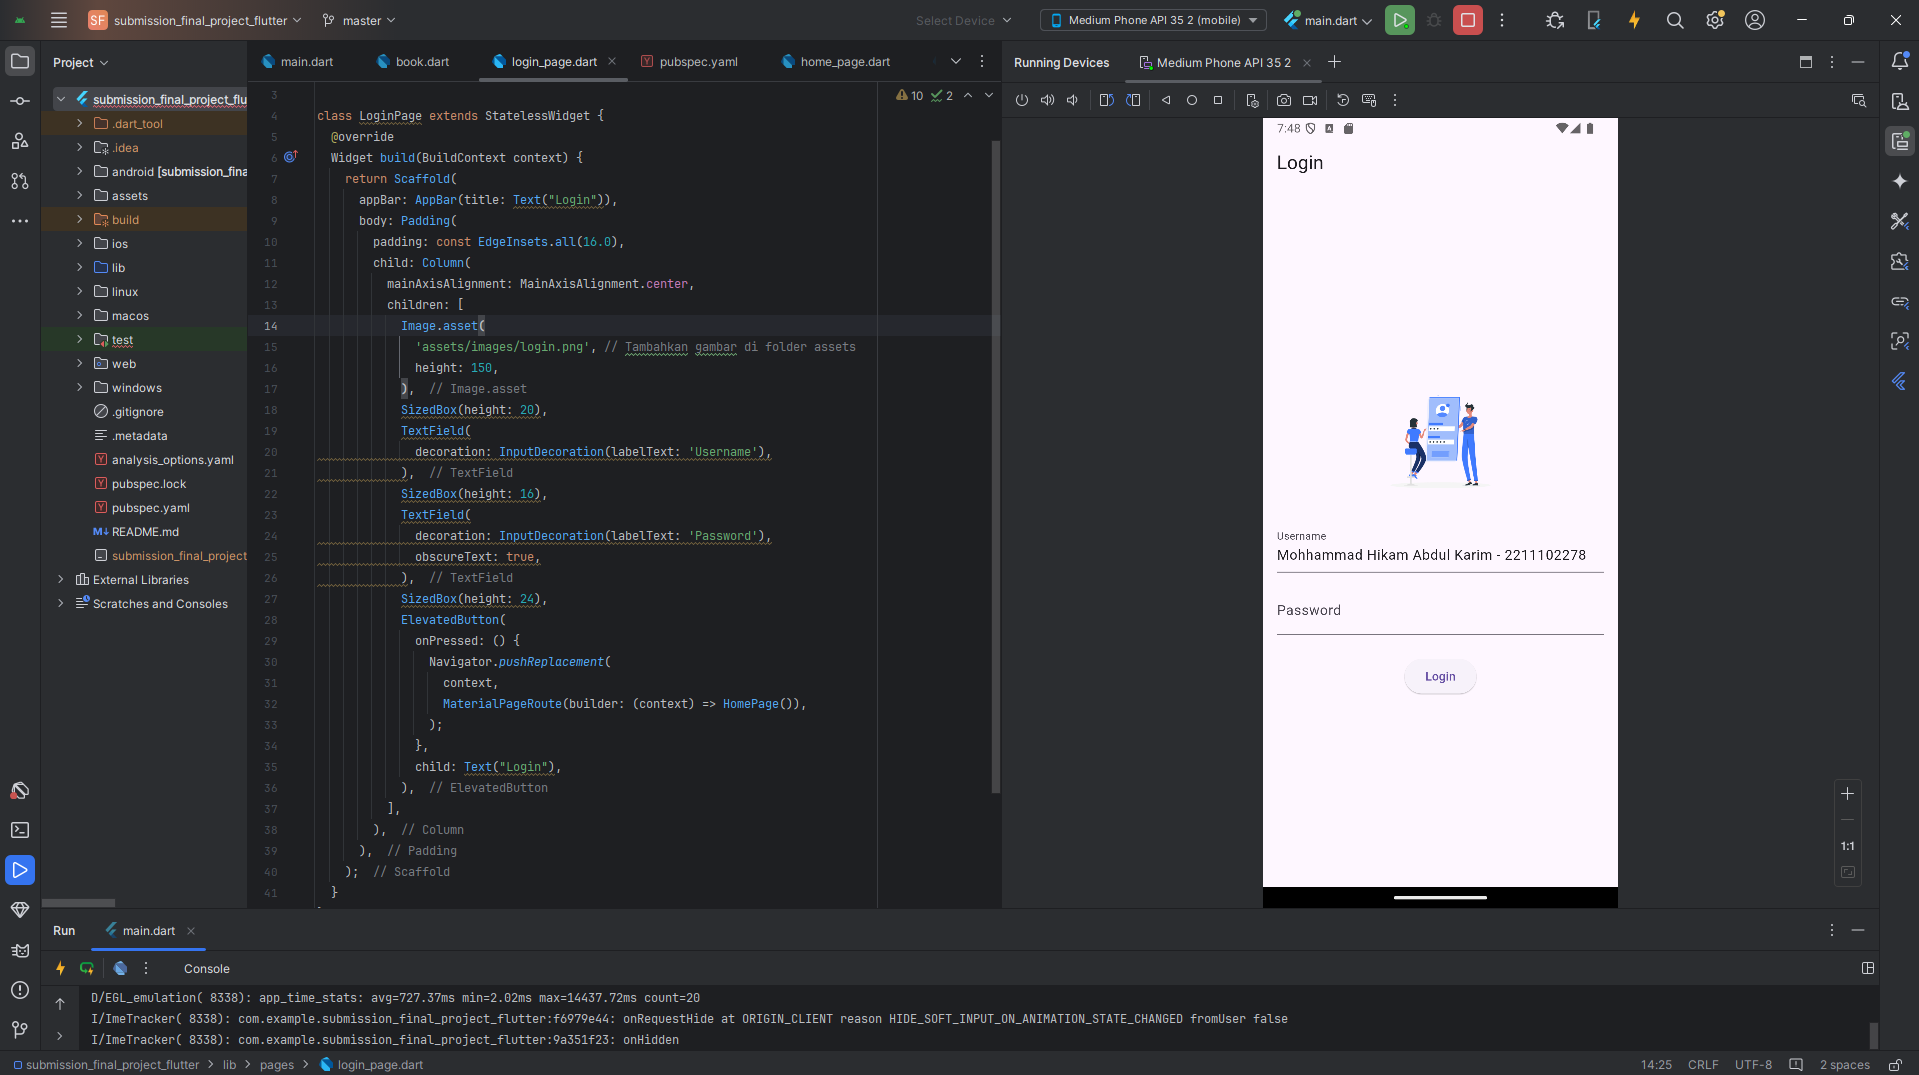 SF submission_final_project_flutter master Select Device Medium Phone API 35 2 (mobile) main.dart
Project
main.dart book.dart login_page.dart pubspec.yaml home_page.dart
Running Devices Medium Phone API 35 2
submission_final_project_flu
.dart_tool
.idea
android [submission_fina
assets
build
ios
lib
linux
macos
test
web
windows
.gitignore
.metadata
analysis_options.yaml
pubspec.lock
pubspec.yaml
M↓ README.md
submission_final_project
External Libraries
Scratches and Consoles
10 2
3
4 class LoginPage extends StatelessWidget {
5 @override
6 Widget build(BuildContext context) {
7 return Scaffold(
8 appBar: AppBar(title: Text("Login")),
9 body: Padding(
10 padding: const EdgeInsets.all(16.0),
11 child: Column(
12 mainAxisAlignment: MainAxisAlignment.center,
13 children: [
14 Image.asset(
15 'assets/images/login.png', // Tambahkan gambar di folder assets
16 height: 150,
17 ), // Image.asset
18 SizedBox(height: 20),
19 TextField(
20 decoration: InputDecoration(labelText: 'Username'),
21 ), // TextField
22 SizedBox(height: 16),
23 TextField(
24 decoration: InputDecoration(labelText: 'Password'),
25 obscureText: true,
26 ), // TextField
27 SizedBox(height: 24),
28 ElevatedButton(
29 onPressed: () {
30 Navigator.pushReplacement(
31 context,
32 MaterialPageRoute(builder: (context) => HomePage()),
33 );
34 },
35 child: Text("Login"),
36 ), // ElevatedButton
37 ],
38 ), // Column
39 ), // Padding
40 ); // Scaffold
41 }
7:48
Login
Username
Mohhammad Hikam Abdul Karim - 2211102278
Password
Login
1:1
Run main.dart
Console
D/EGL_emulation( 8338): app_time_stats: avg=727.37ms min=2.02ms max=14437.72ms count=20
I/ImeTracker( 8338): com.example.submission_final_project_flutter:f6979e44: onRequestHide at ORIGIN_CLIENT reason HIDE_SOFT_INPUT_ON_ANIMATION_STATE_CHANGED fromUser false
I/ImeTracker( 8338): com.example.submission_final_project_flutter:9a351f23: onHidden
submission_final_project_flutter > lib > pages > login_page.dart 14:25 CRLF UTF-8 2 spaces